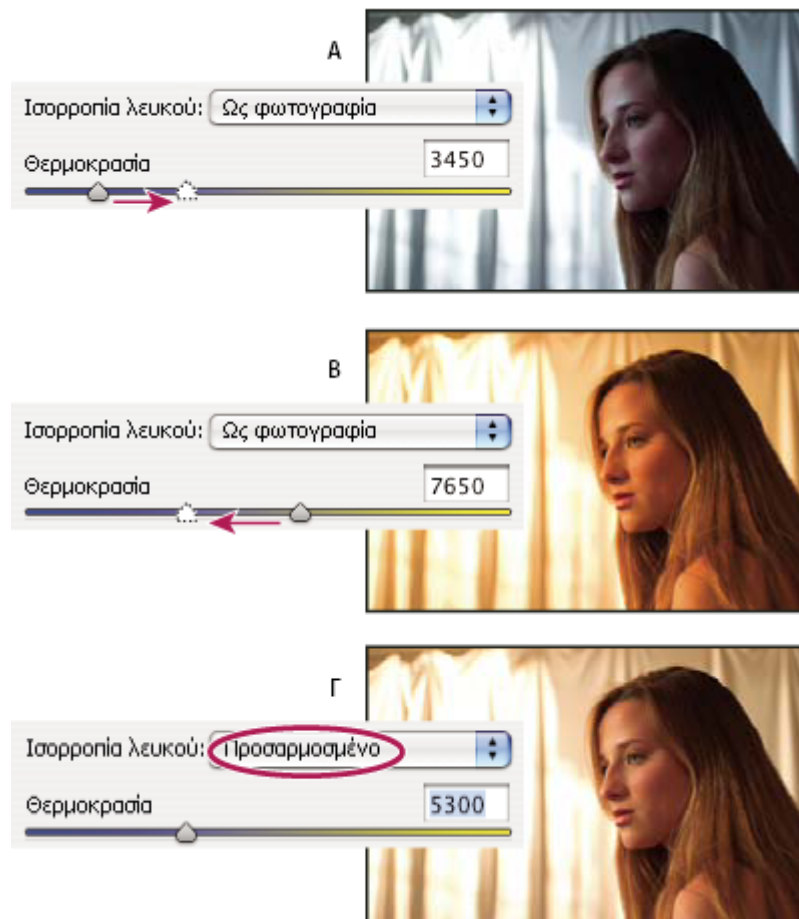 Α
Ισορροπία λευκού: Ως φωτογραφία
Θερμοκρασία 3450
Β
Ισορροπία λευκού: Ως φωτογραφία
Θερμοκρασία 7650
Γ
Ισορροπία λευκού: Προσαρμοσμένο
Θερμοκρασία 5300